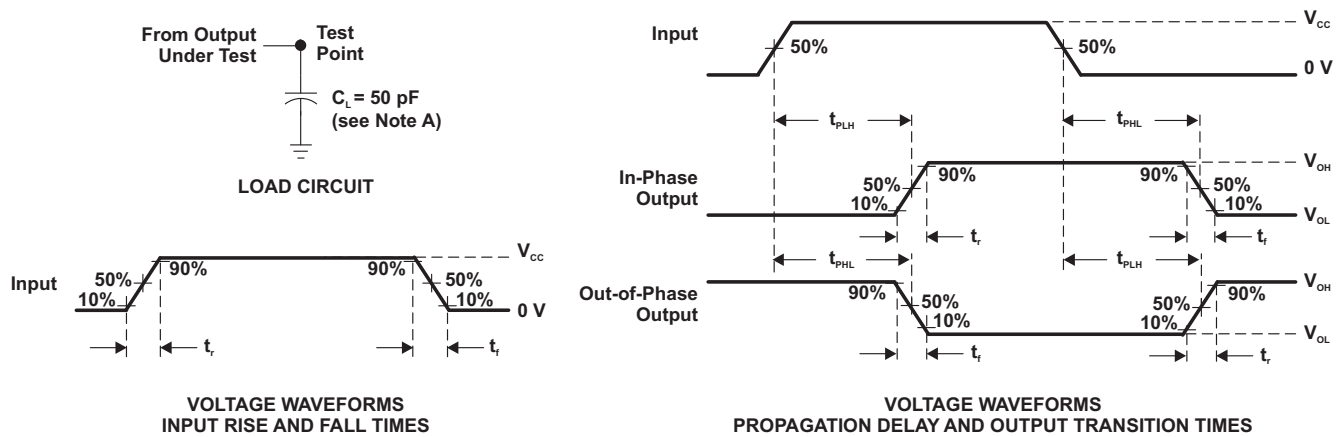 From Output
Under Test
Test
Point
C_L = 50 pF
(see Note A)
LOAD CIRCUIT
Input
50%
10%
90%
90%
50%
10%
V_CC
0 V
t_r
t_f
VOLTAGE WAVEFORMS
INPUT RISE AND FALL TIMES
Input
50%
50%
V_CC
0 V
t_PLH
t_PHL
In-Phase
Output
50%
10%
90%
90%
50%
10%
V_OH
V_OL
t_r
t_f
t_PHL
t_PLH
Out-of-Phase
Output
90%
50%
10%
50%
10%
90%
V_OH
V_OL
t_f
t_r
VOLTAGE WAVEFORMS
PROPAGATION DELAY AND OUTPUT TRANSITION TIMES